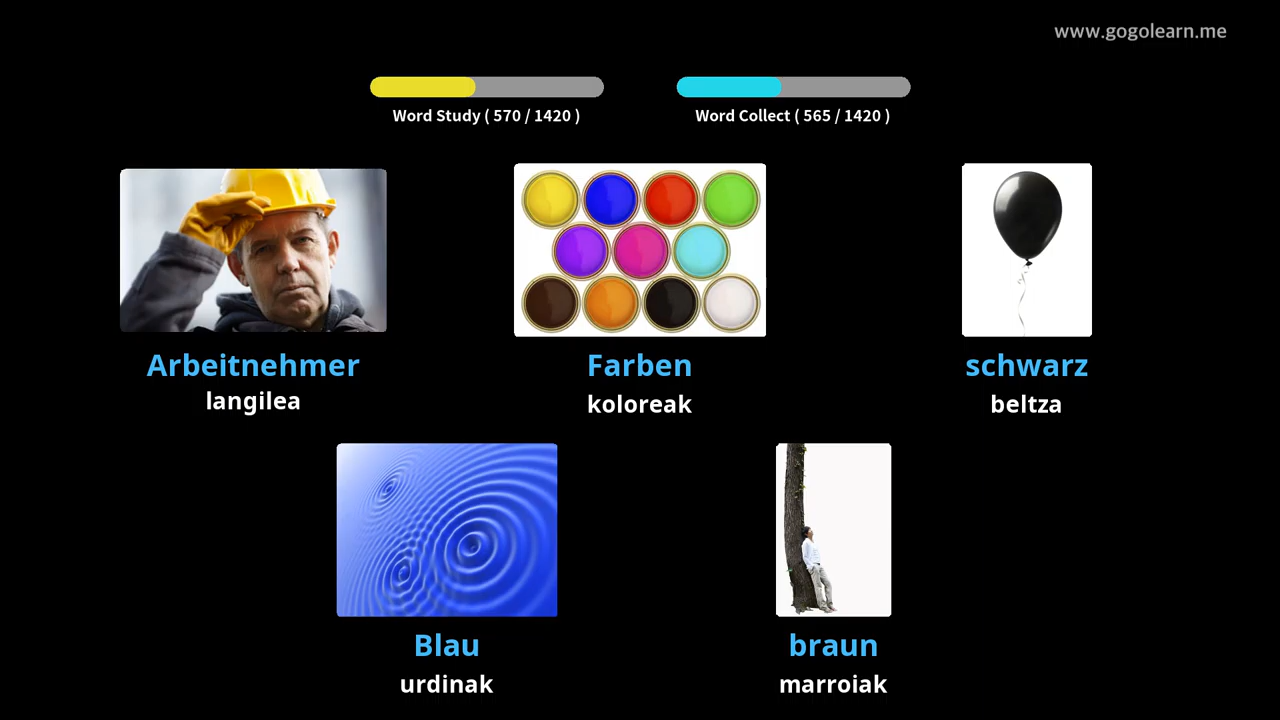 www.gogolearn.me
Word Study ( 570 / 1420 )
Word Collect ( 565 / 1420 )
Arbeitnehmer
langilea
Farben
koloreak
schwarz
beltza
Blau
urdinak
braun
marroiak